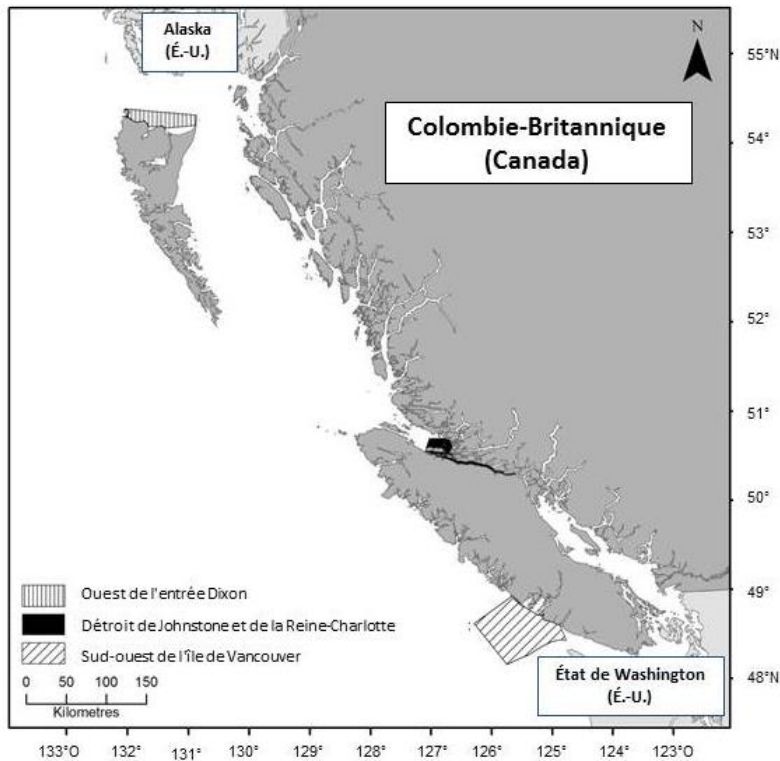 Alaska
(É.-U.)
N
55°N
Colombie-Britannique
(Canada)
54°
53°
52°
51°
50°
49°
48°N
Ouest de l'entrée Dixon
Détroit de Johnstone et de la Reine-Charlotte
Sud-ouest de l'île de Vancouver
0 50 100 150
Kilometres
État de Washington
(É.-U.)
133°O 132° 131° 130° 129° 128° 127° 126° 125° 124° 123°O